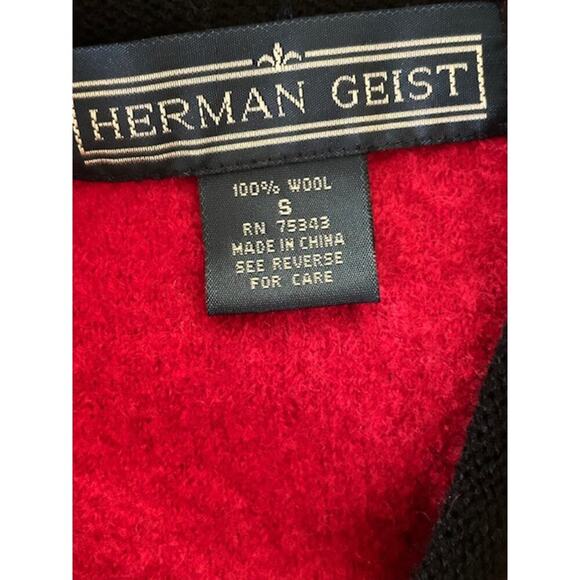 HERMAN GEIST
100% WOOL
S
RN 75343
MADE IN CHINA
SEE REVERSE
FOR CARE